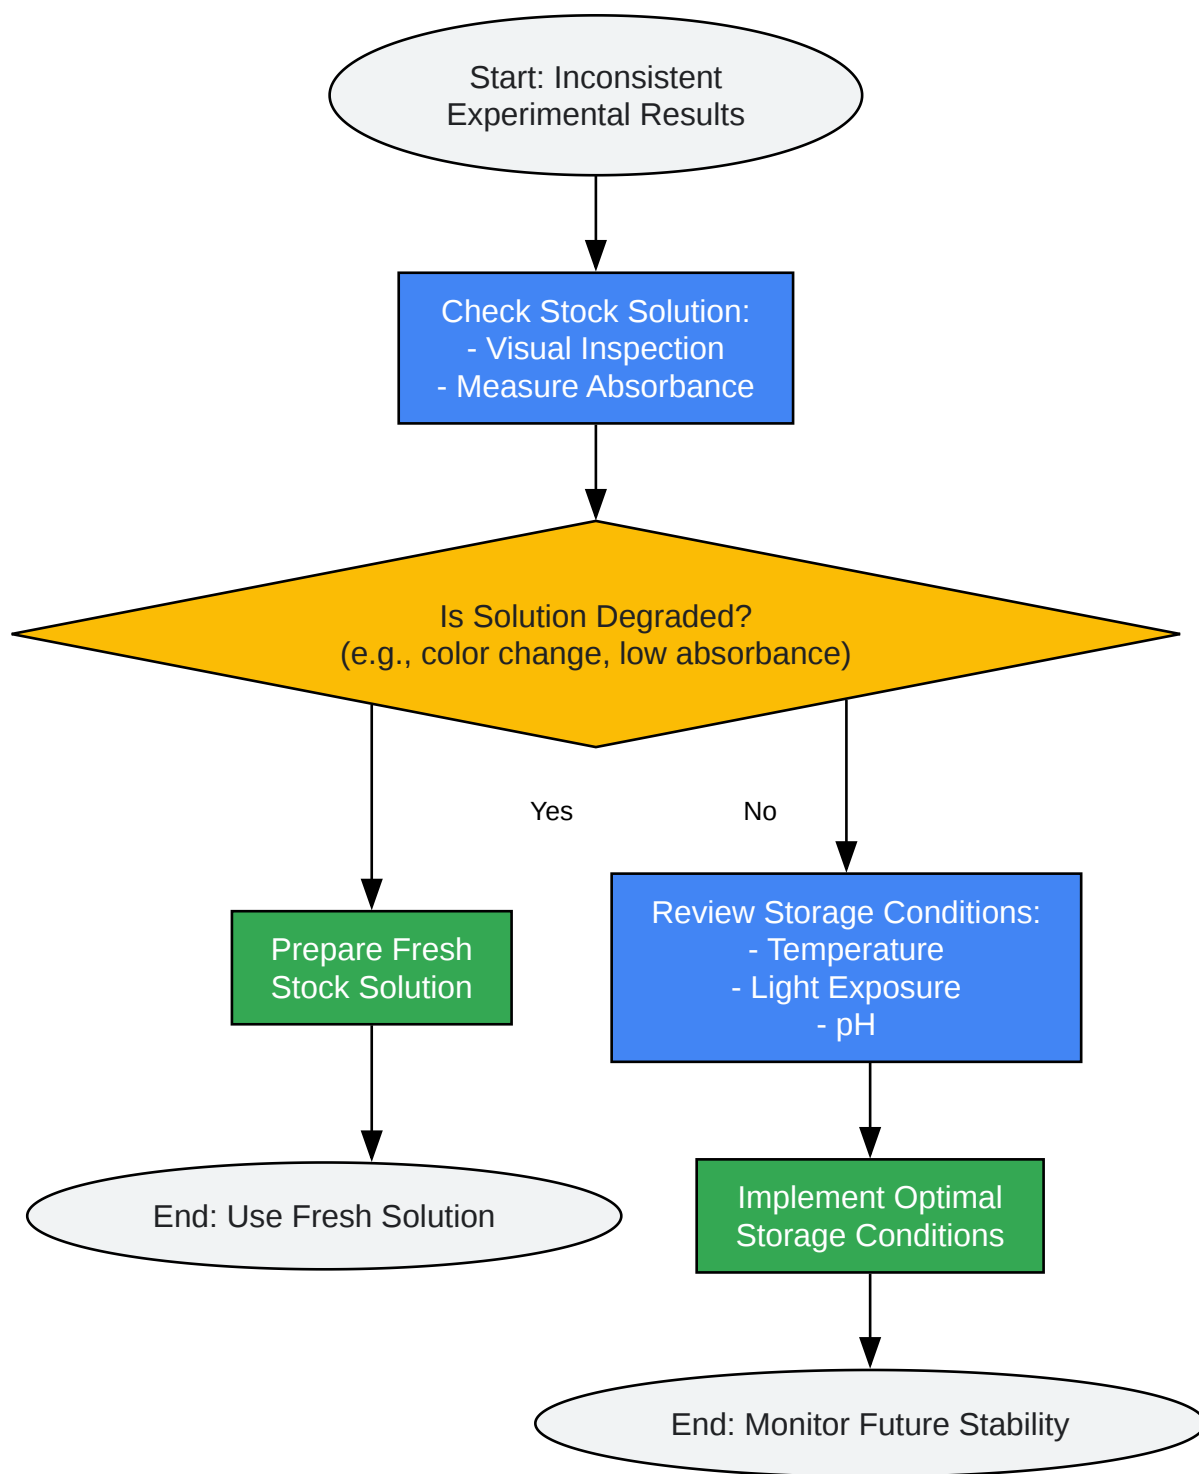 Start: Inconsistent
Experimental Results
Check Stock Solution:
- Visual Inspection
- Measure Absorbance
Is Solution Degraded?
(e.g., color change, low absorbance)
Yes
No
Prepare Fresh
Stock Solution
Review Storage Conditions:
- Temperature
- Light Exposure
- pH
End: Use Fresh Solution
Implement Optimal
Storage Conditions
End: Monitor Future Stability